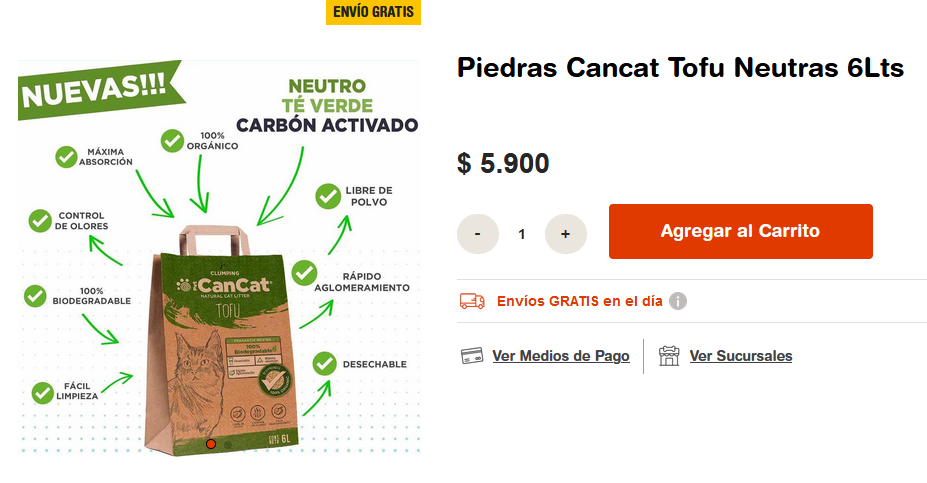 ENVÍO GRATIS
NUEVAS!!!
NEUTRO
TÉ VERDE
CARBÓN ACTIVADO
100%
ORGÁNICO
MÁXIMA
ABSORCIÓN
LIBRE DE
POLVO
CONTROL
DE OLORES
RÁPIDO
AGLOMERAMIENTO
100%
BIODEGRADABLE
DESECHABLE
FÁCIL
LIMPIEZA
CLUMPING
CanCat
NATURAL CAT LITTER
TOFU
100%
Biodegradable
6L
Piedras Cancat Tofu Neutras 6Lts
$ 5.900
- 1 +
Agregar al Carrito
Envíos GRATIS en el día i
Ver Medios de Pago
Ver Sucursales